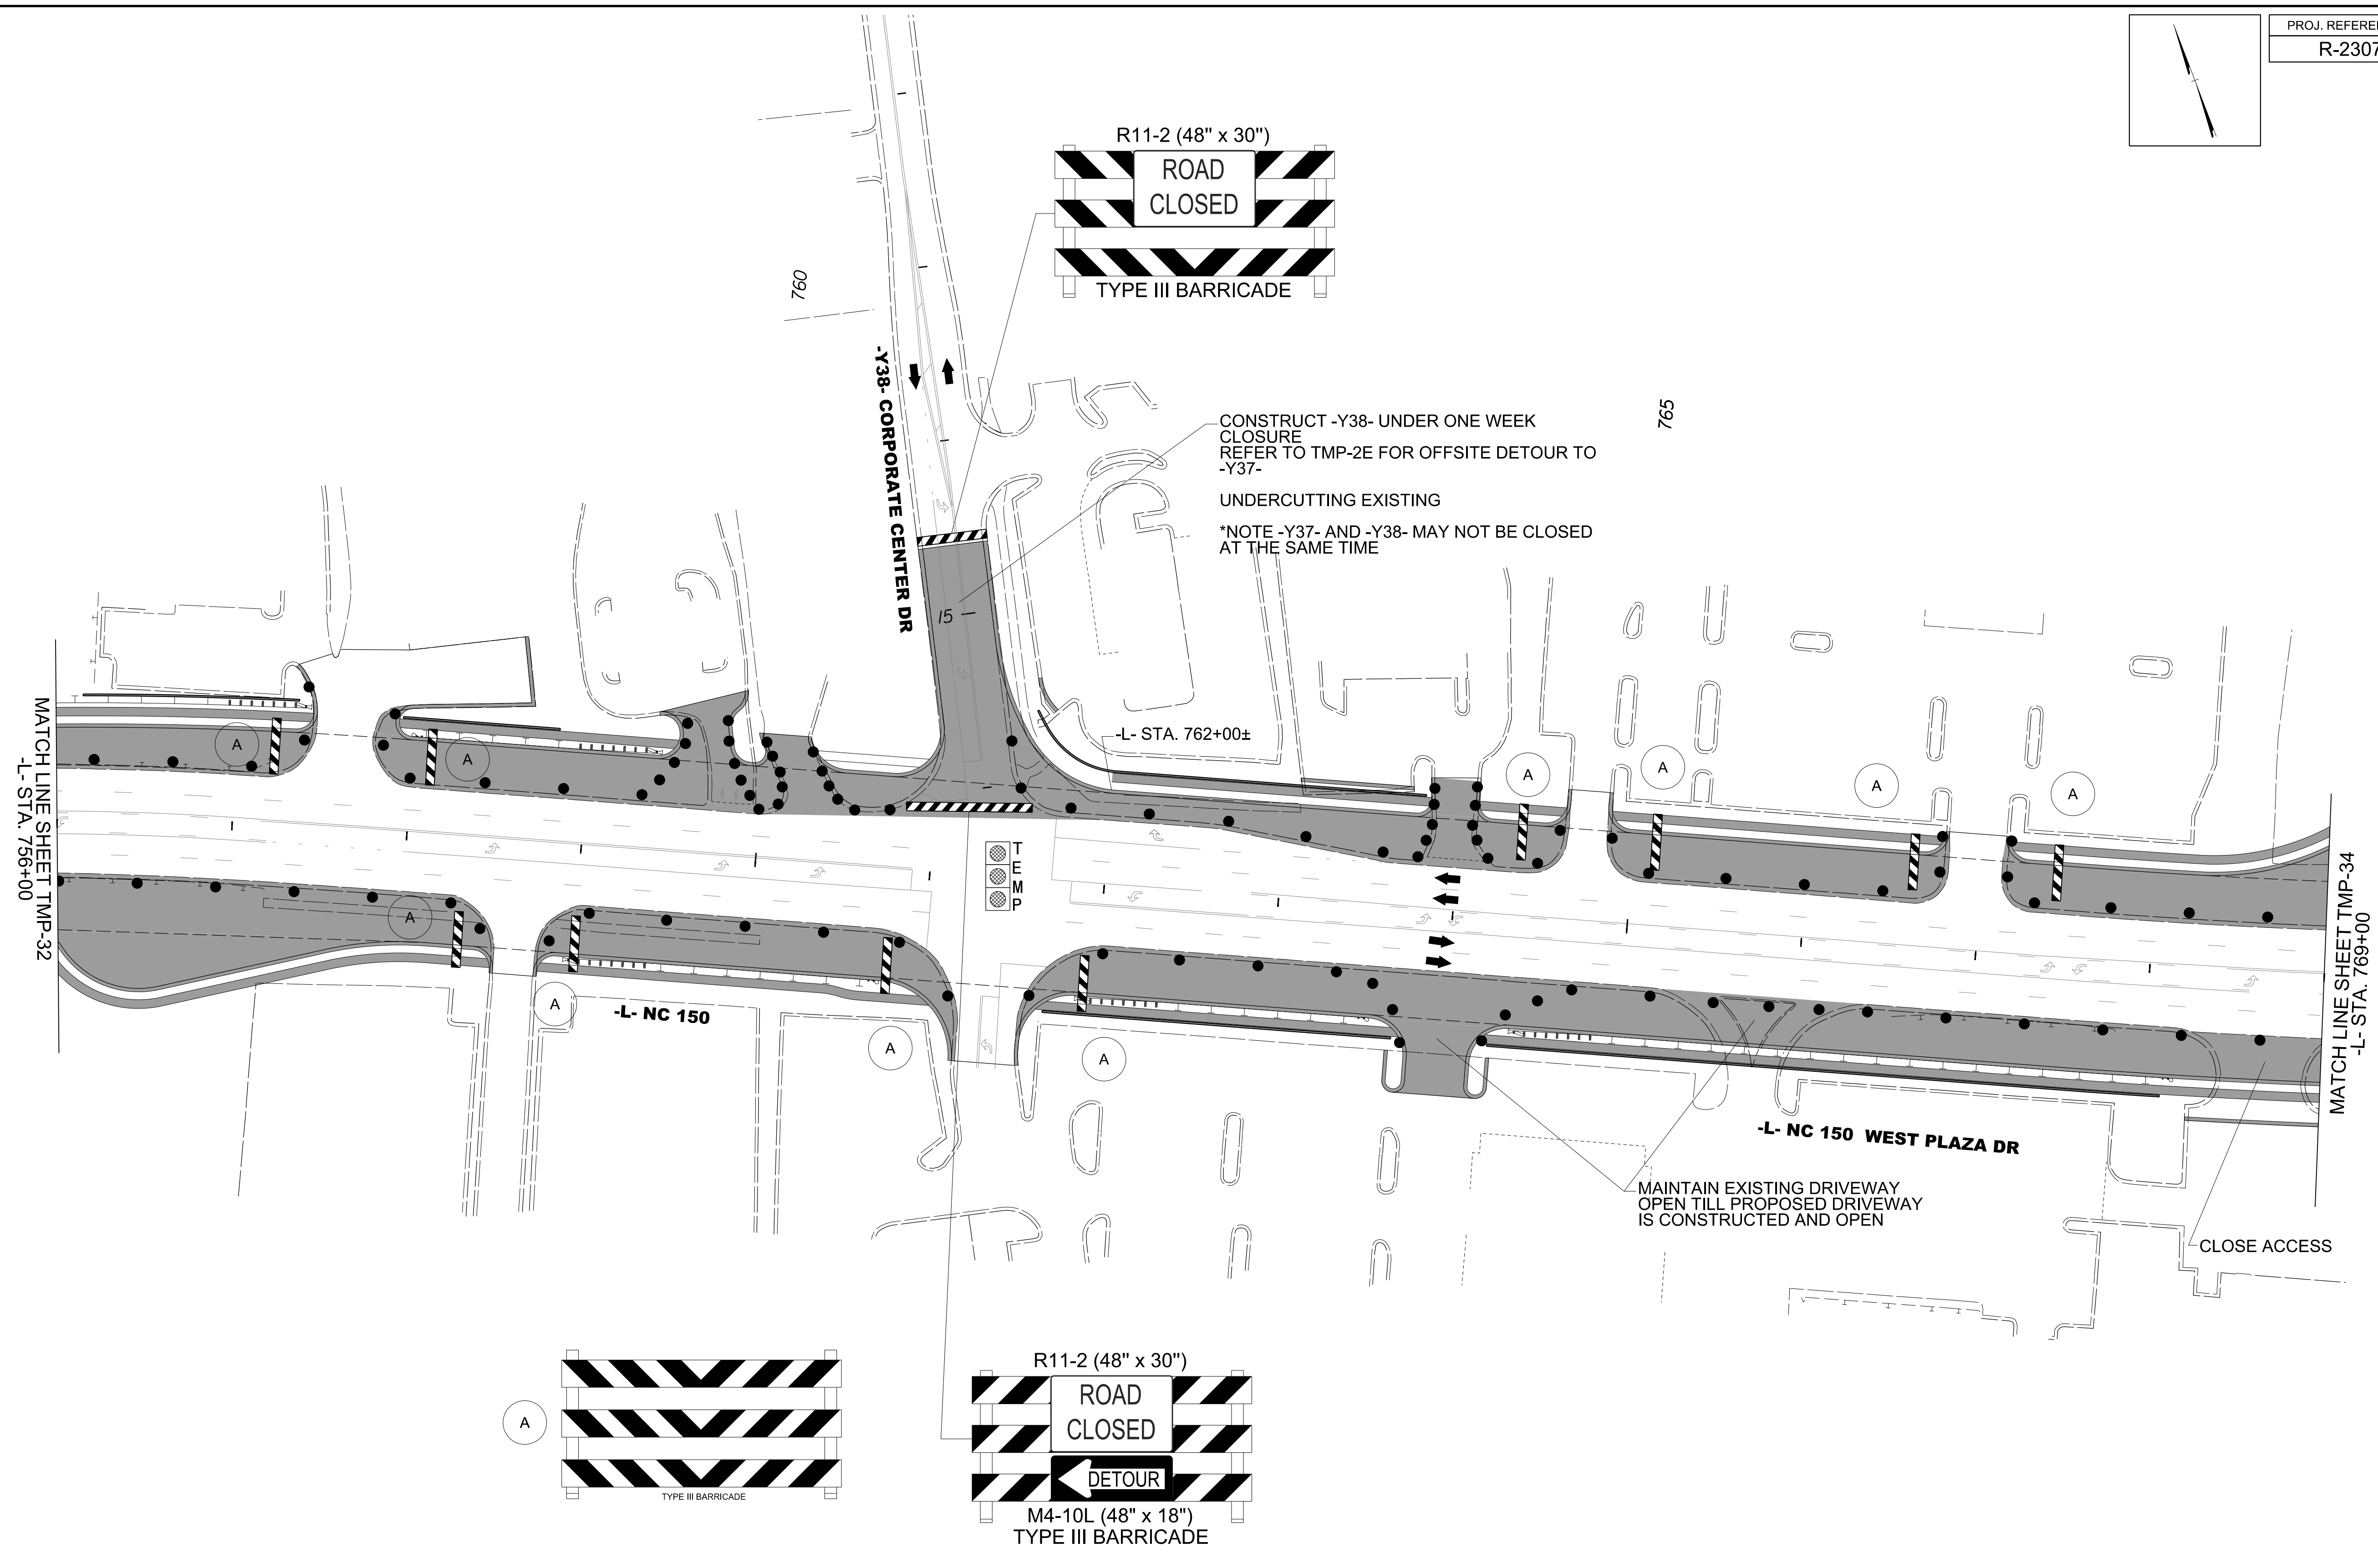 PROJ. REFEREN
R-2307
R11-2 (48" x 30")
ROAD
CLOSED
TYPE III BARRICADE
760
765
-Y38- CORPORATE CENTER DR
CONSTRUCT -Y38- UNDER ONE WEEK
CLOSURE
REFER TO TMP-2E FOR OFFSITE DETOUR TO
-Y37-
UNDERCUTTING EXISTING
*NOTE -Y37- AND -Y38- MAY NOT BE CLOSED
AT THE SAME TIME
15
-L- STA. 762+00±
MATCH LINE SHEET TMP-32
-L- STA. 756+00
A
A
A
A
A
A
T
E
M
P
A
A
-L- NC 150
A
A
MATCH LINE SHEET TMP-34
-L- STA. 769+00
-L- NC 150 WEST PLAZA DR
MAINTAIN EXISTING DRIVEWAY
OPEN TILL PROPOSED DRIVEWAY
IS CONSTRUCTED AND OPEN
CLOSE ACCESS
A
TYPE III BARRICADE
R11-2 (48" x 30")
ROAD
CLOSED
DETOUR
M4-10L (48" x 18")
TYPE III BARRICADE